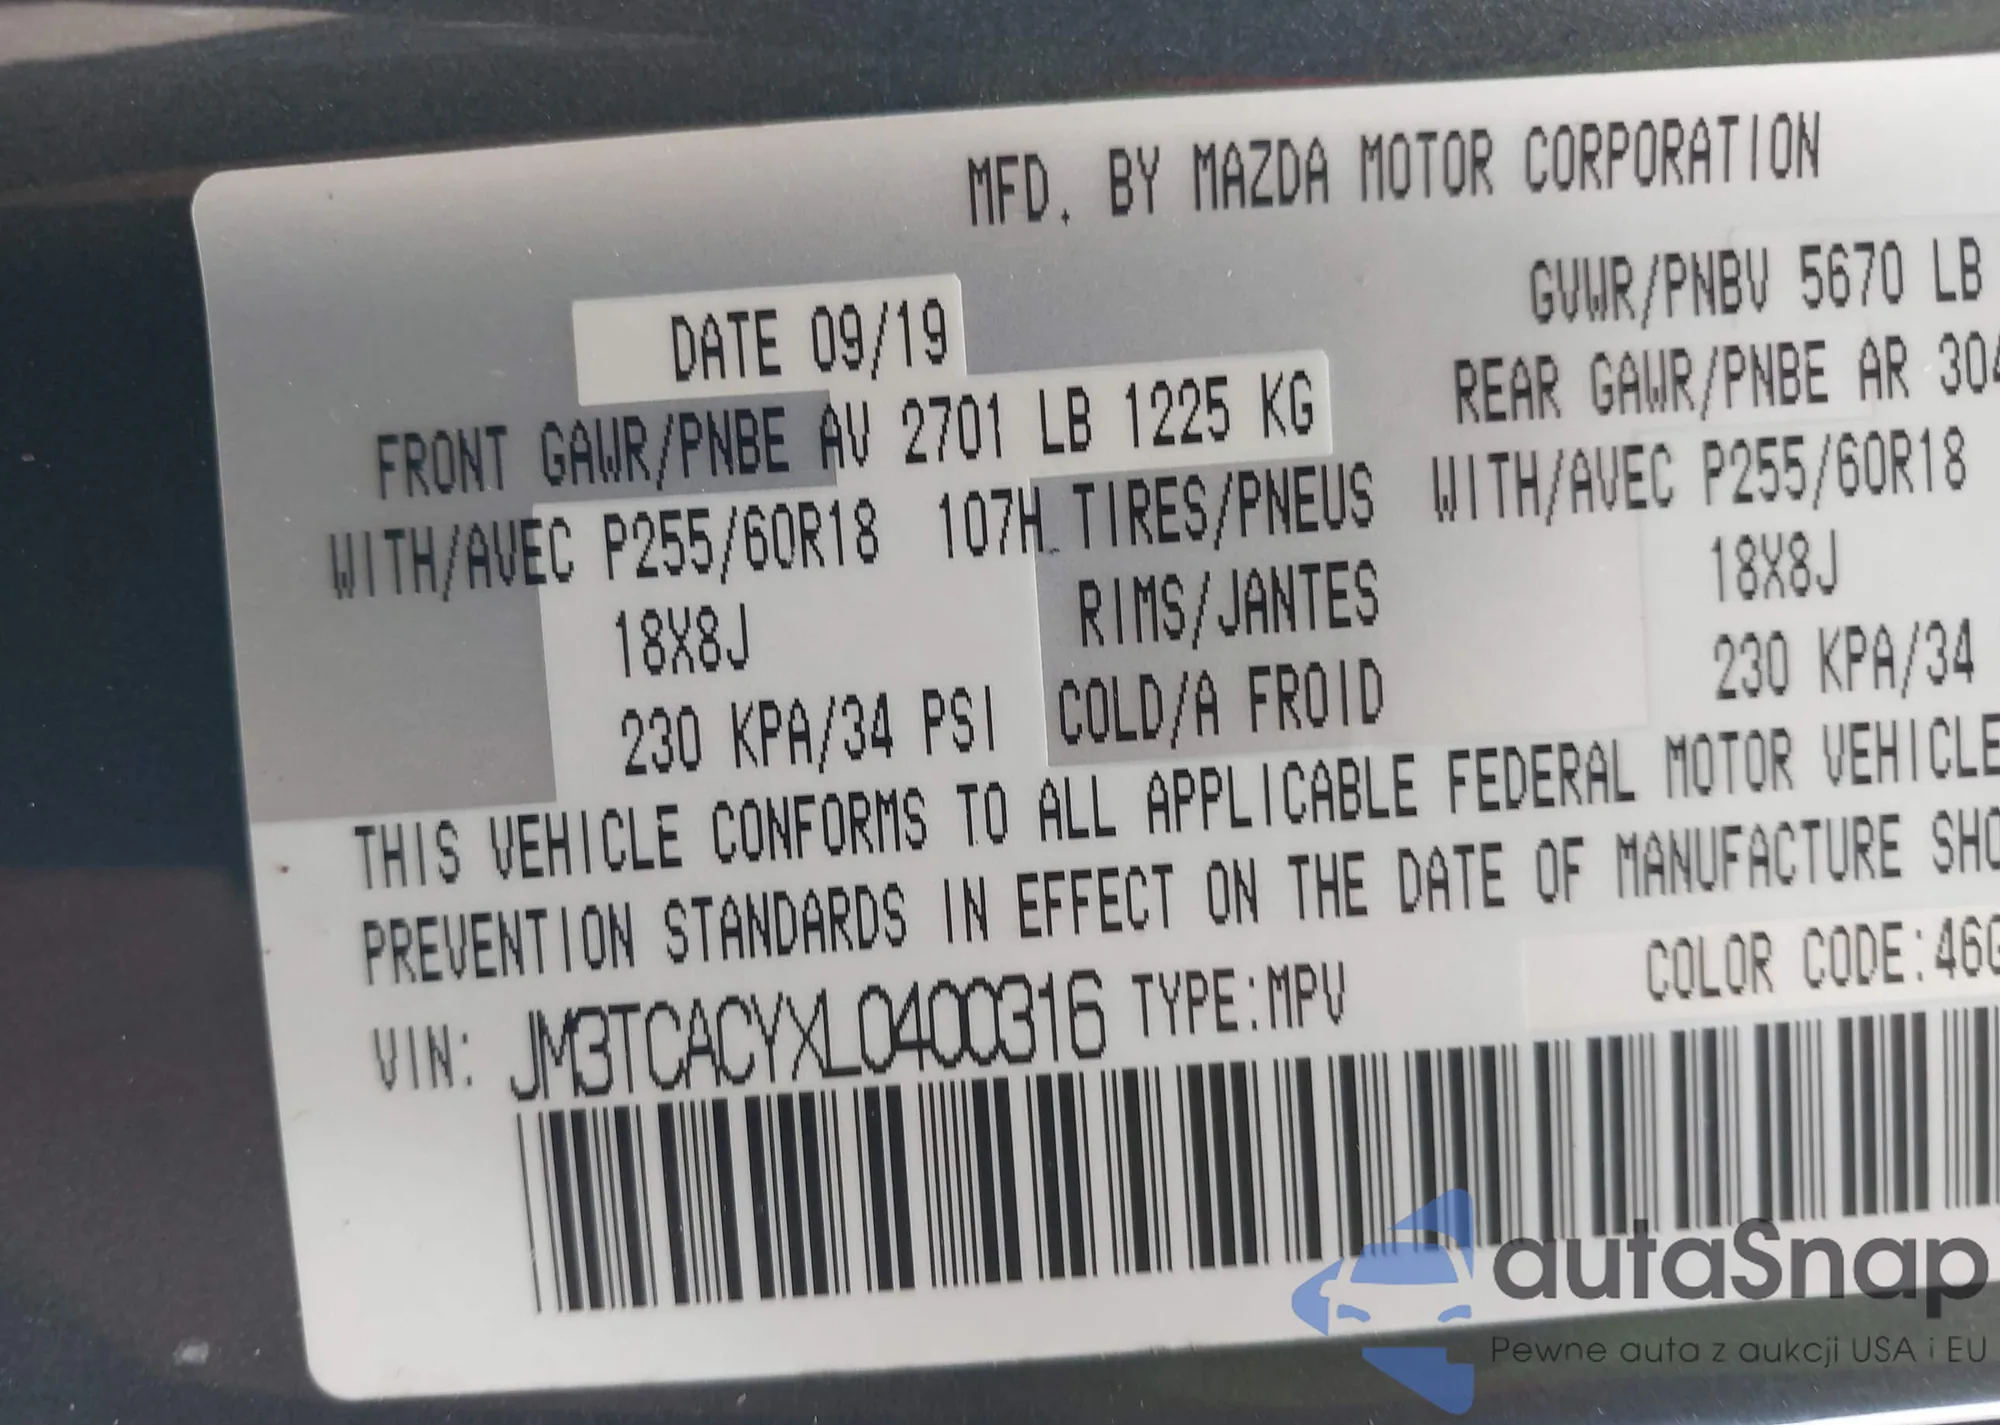 MFD. BY MAZDA MOTOR CORPORATION
DATE 09/19 GVWR/PNBV 5670 LB
FRONT GAWR/PNBE AV 2701 LB 1225 KG REAR GAWR/PNBE AR
WITH/AVEC P255/60R18 107H TIRES/PNEUS WITH/AVEC P255/60R18
18X8J RIMS/JANTES 18X8J
230 KPA/34 PSI COLD/A FROID 230 KPA/34
THIS VEHICLE CONFORMS TO ALL APPLICABLE FEDERAL MOTOR VEHICLE
PREVENTION STANDARDS IN EFFECT ON THE DATE OF MANUFACTURE SHO
VIN: JM3TCACYXL0400316 TYPE:MPV COLOR CODE:46G
autaSnap
Pewne auta z aukcji USA i EU